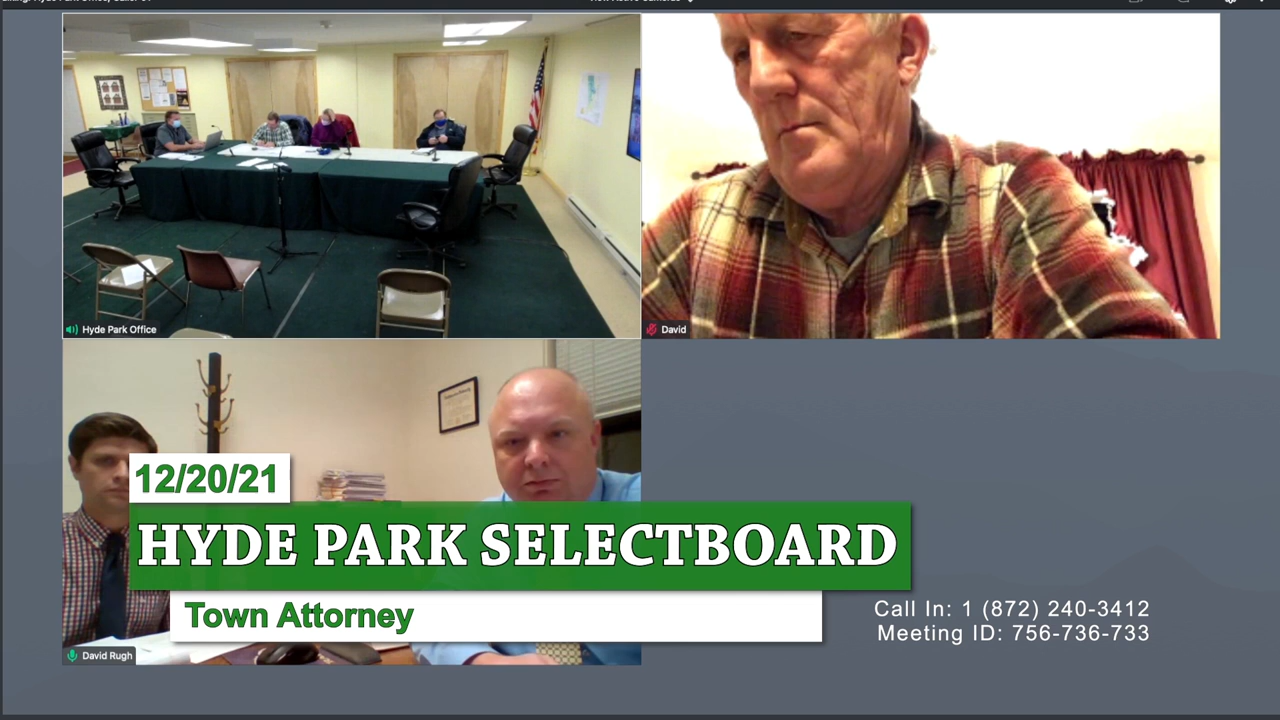 Hyde Park Office
David
12/20/21
HYDE PARK SELECTBOARD
Town Attorney
Call In: 1 (872) 240-3412
Meeting ID: 756-736-733
David Rugh